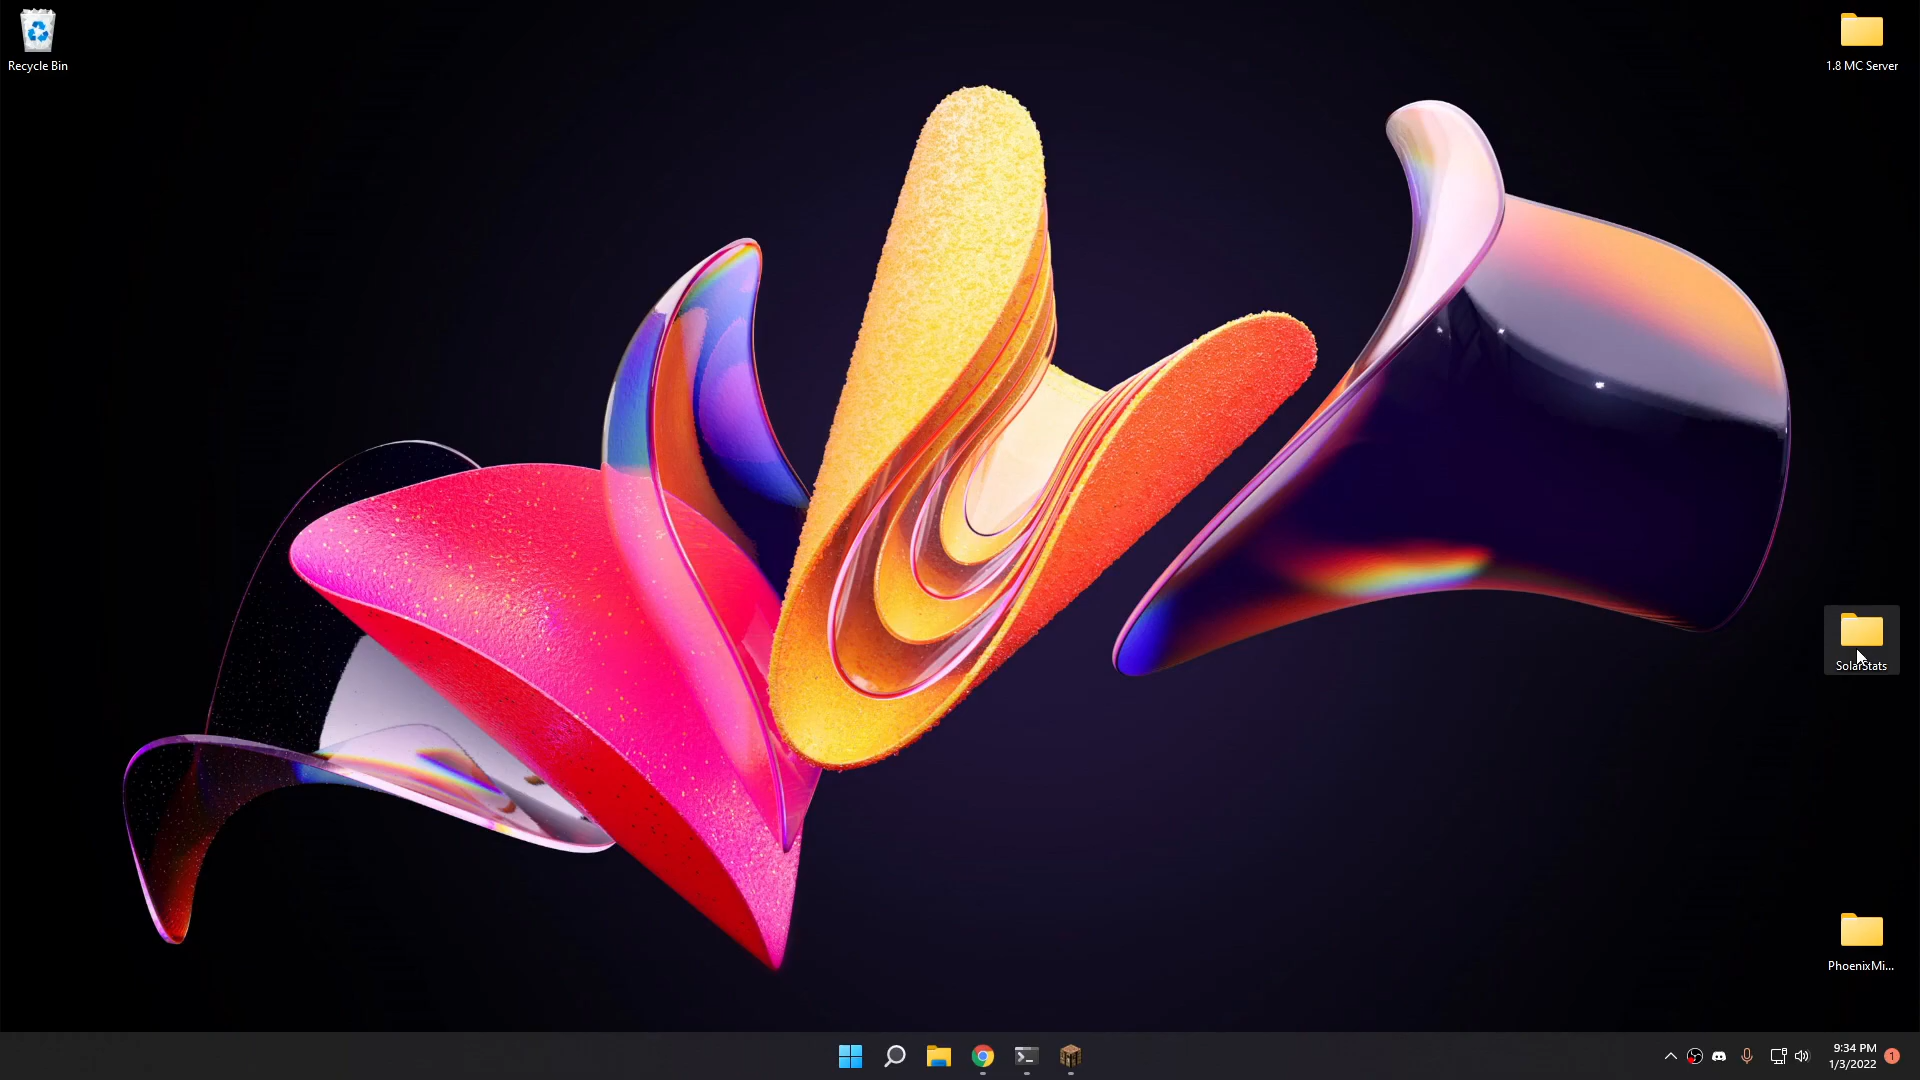 Recycle Bin
1.8 MC Server
SolarStats
PhoenixMi...
9:34 PM
1/3/2022
1